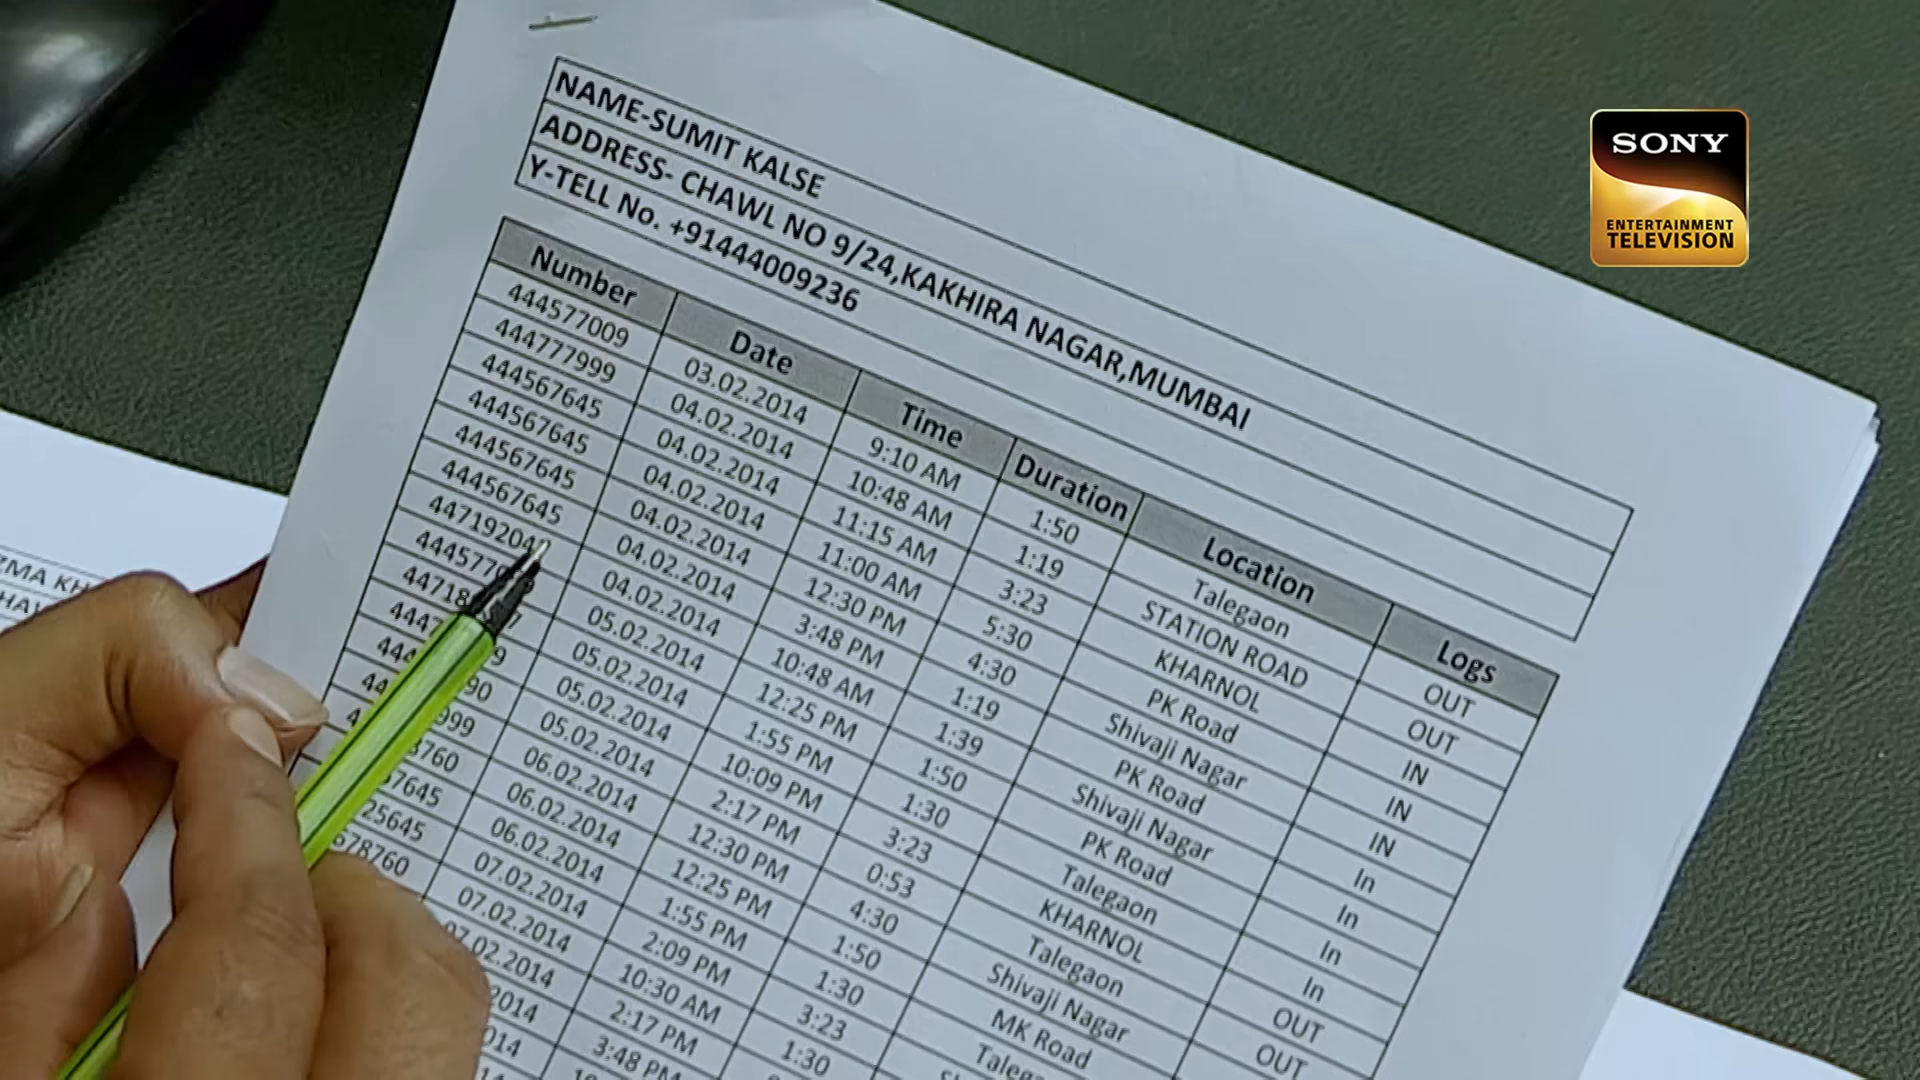 SONY
ENTERTAINMENT
TELEVISION
NAME-SUMIT KALSE
ADDRESS- CHAWL NO 9/24,KAKHIRA NAGAR,MUMBAI
Y-TELL No. +91444009236
Number Date Time Duration Location Logs
444577009 03.02.2014 9:10 AM 1:50 Talegaon OUT
444777999 04.02.2014 10:48 AM 1:19 STATION ROAD OUT
444567645 04.02.2014 11:15 AM 3:23 KHARNOL IN
444567645 04.02.2014 11:00 AM 5:30 PK Road IN
444567645 04.02.2014 12:30 PM 4:30 Shivaji Nagar IN
444567645 04.02.2014 3:48 PM 1:19 PK Road In
04.02.2014 10:48 AM 1:39 Shivaji Nagar In
05.02.2014 12:25 PM 1:50 PK Road In
05.02.2014 1:55 PM 1:30 Talegaon In
05.02.2014 10:09 PM 3:23 KHARNOL OUT
05.02.2014 2:17 PM 0:53 Talegaon OUT
06.02.2014 12:30 PM 4:30 Shivaji Nagar
06.02.2014 12:25 PM 1:50 MK Road
06.02.2014 1:55 PM 1:30
07.02.2014 2:09 PM 3:23
07.02.2014 10:30 AM 1:30
2:17 PM
3:48 PM